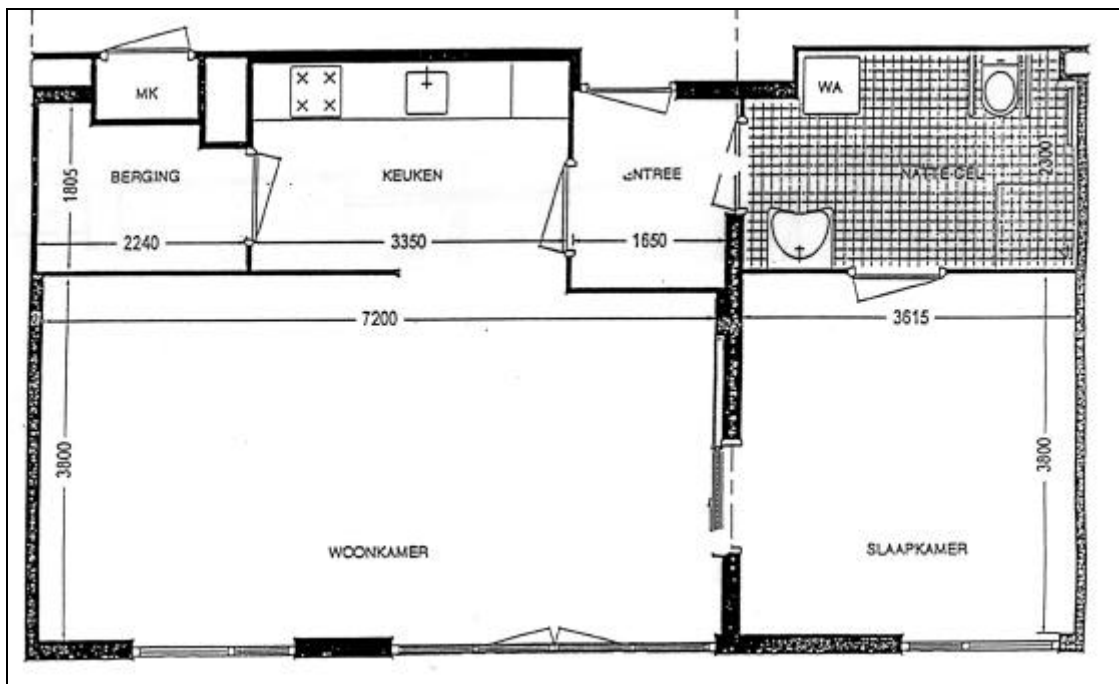 MK
WA
BERGING
KEUKEN
ENTREE
NATTE CEL
1805
2300
2240
3350
1650
7200
3615
3800
3800
WOONKAMER
SLAAPKAMER